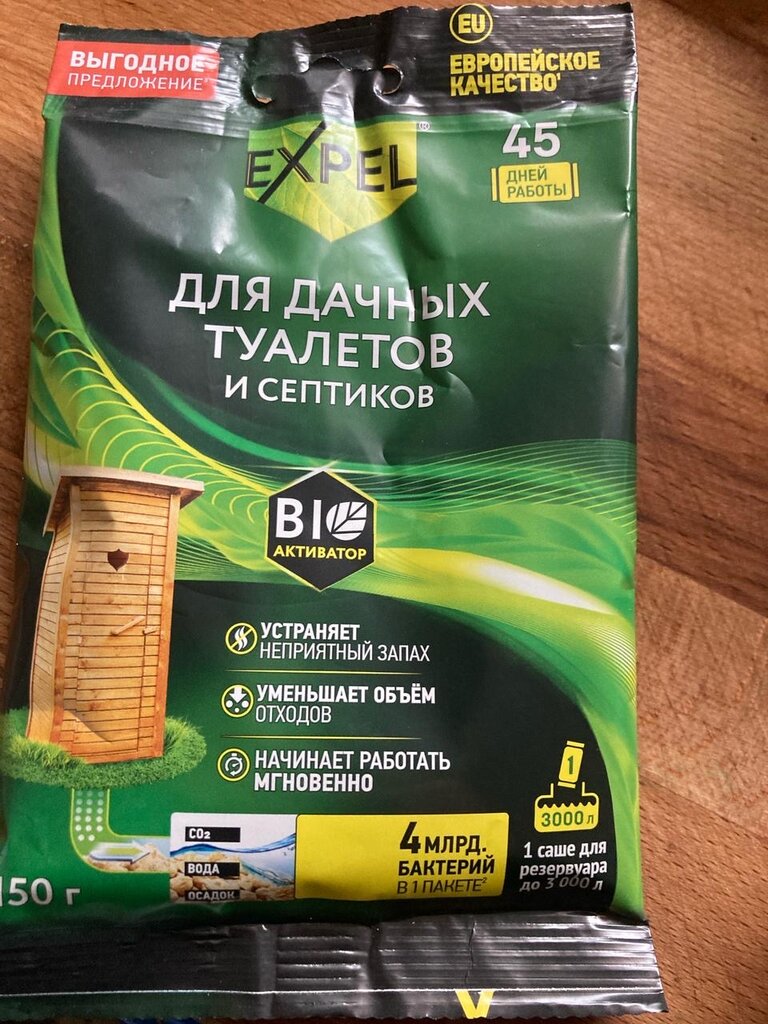 ВЫГОДНОЕ
ПРЕДЛОЖЕНИЕ¹
EU
ЕВРОПЕЙСКОЕ
КАЧЕСТВО¹
EXPEL®
45
ДНЕЙ
РАБОТЫ
ДЛЯ ДАЧНЫХ
ТУАЛЕТОВ
И СЕПТИКОВ
BIO
АКТИВАТОР
УСТРАНЯЕТ
НЕПРИЯТНЫЙ ЗАПАХ
УМЕНЬШАЕТ ОБЪЁМ
ОТХОДОВ
НАЧИНАЕТ РАБОТАТЬ
МГНОВЕННО
1
3000 л
1 саше для
резервуара
до 3 000 л
CO₂
ВОДА
ОСАДОК
4 МЛРД.
БАКТЕРИЙ
В 1 ПАКЕТЕ²
150 г